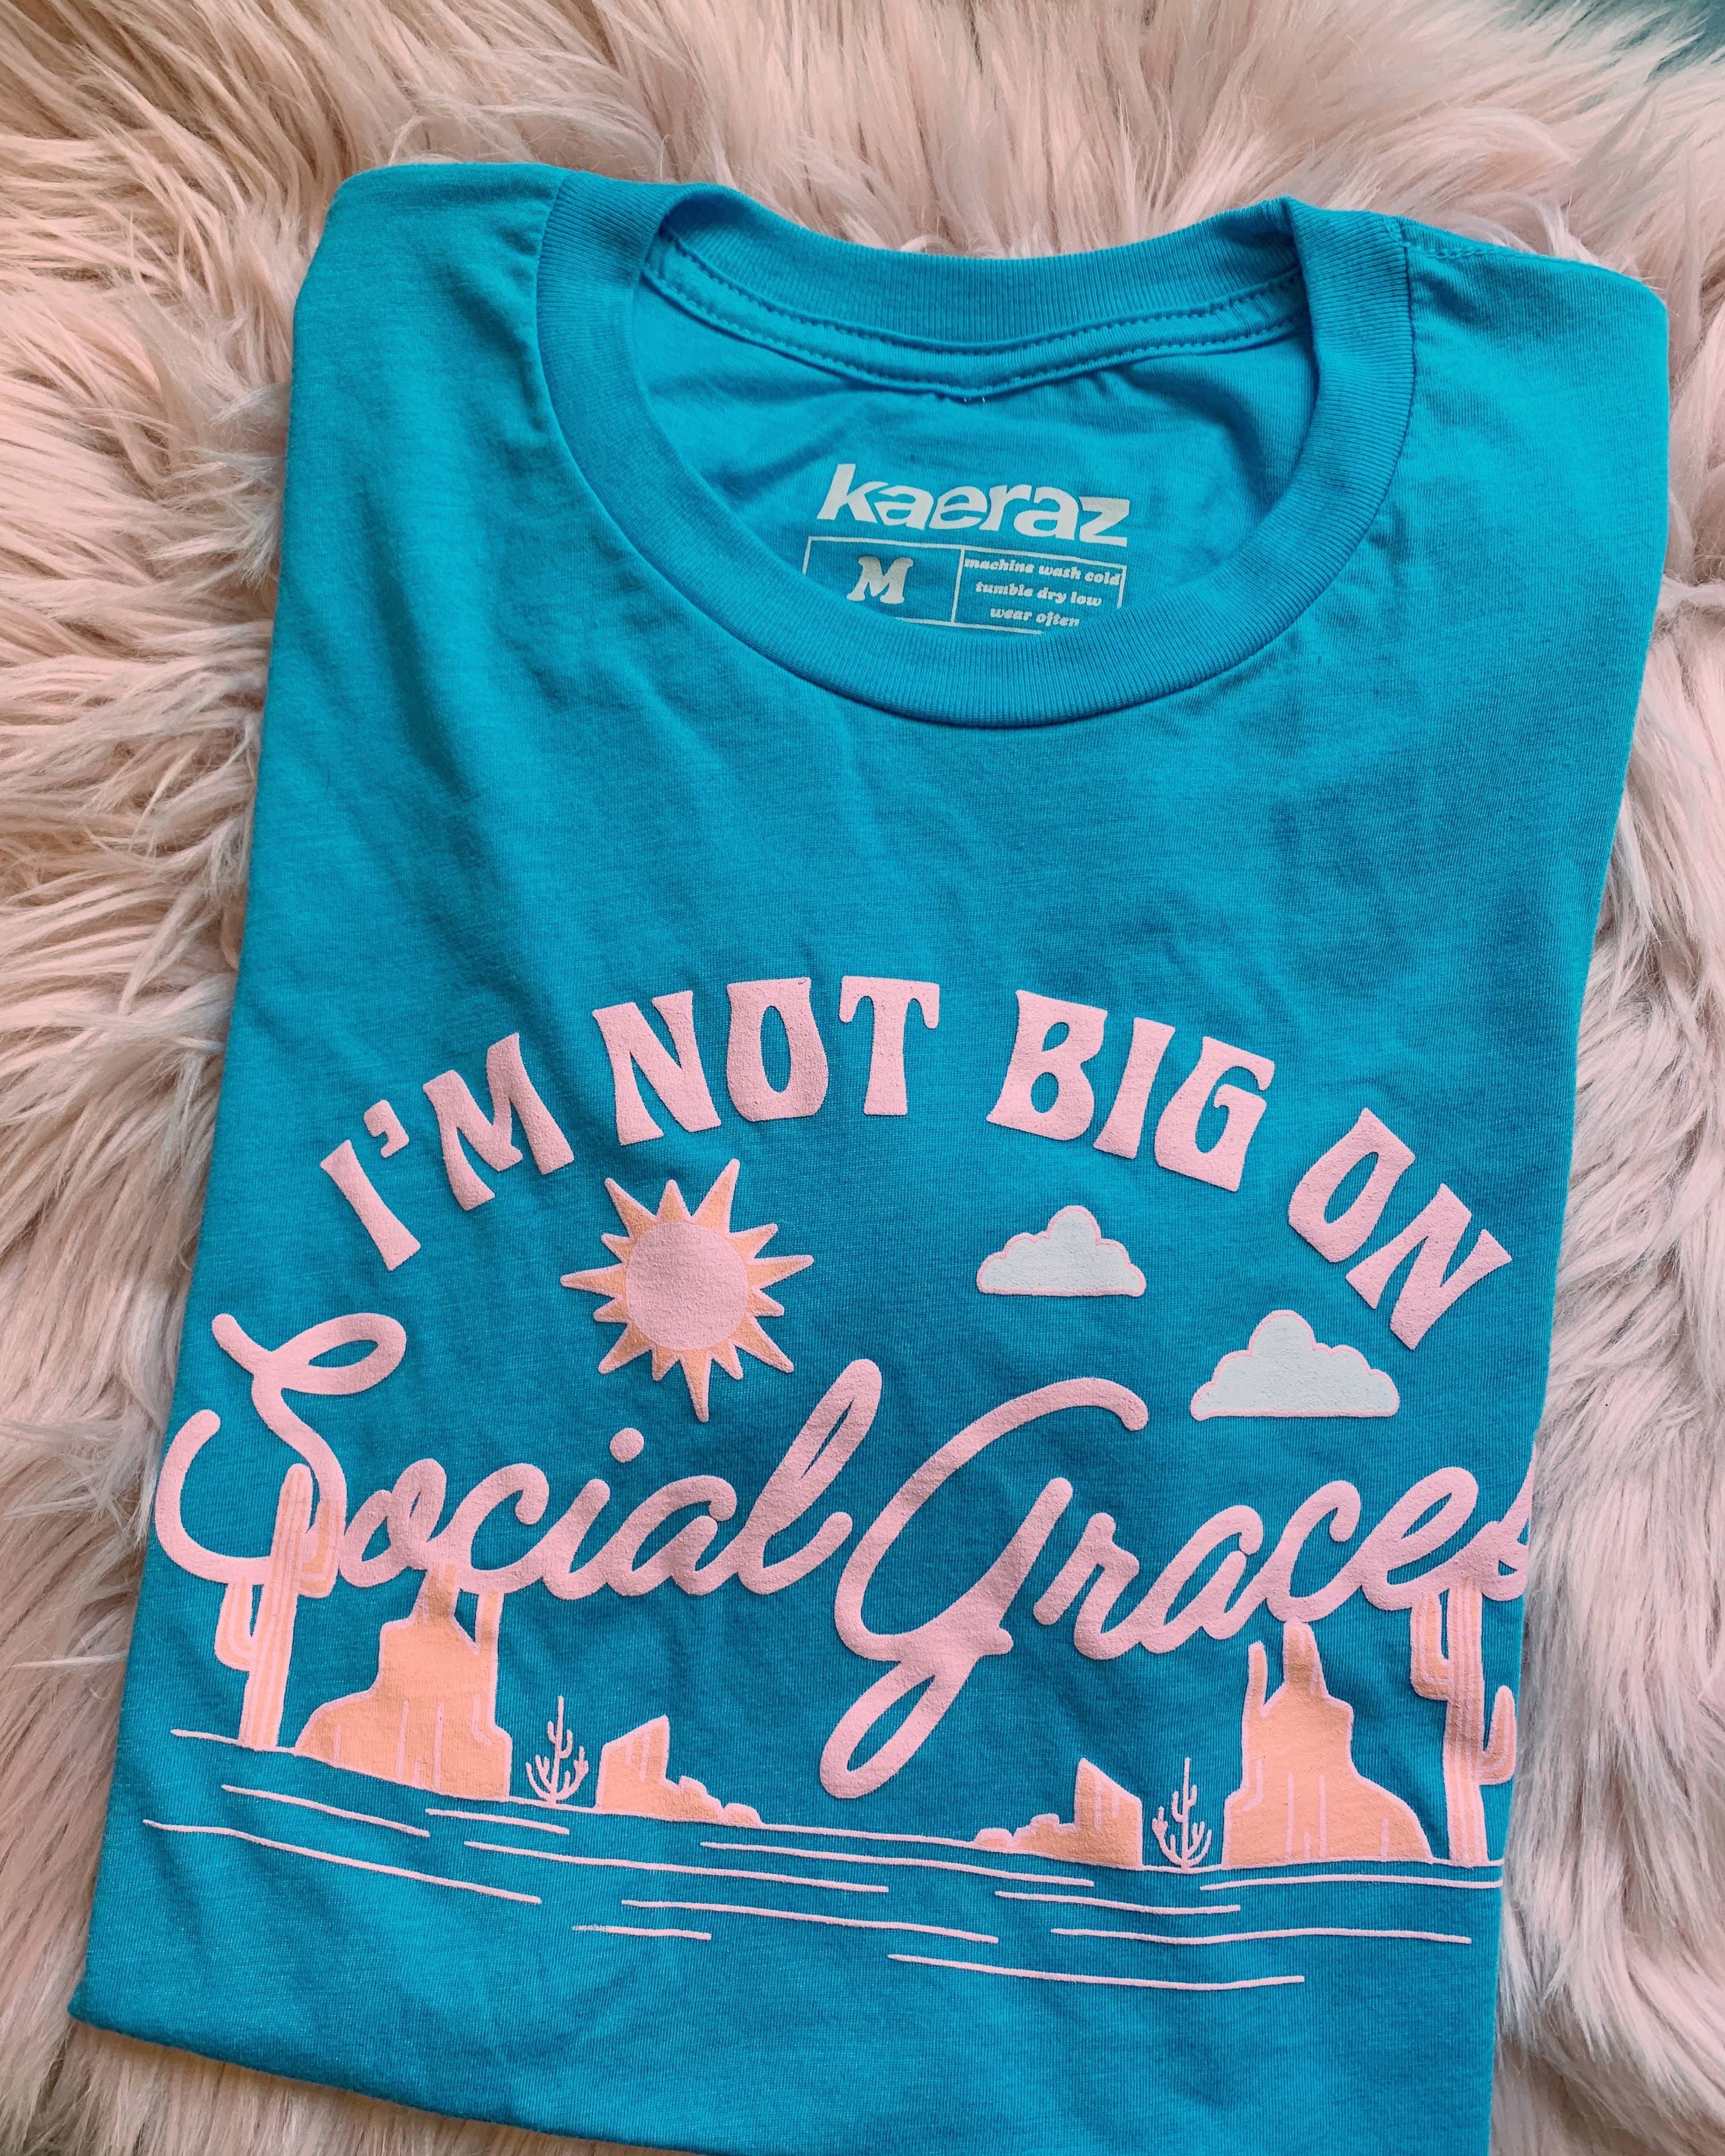 kaeraz
M
machine wash cold
tumble dry low
wear often
I'M NOT BIG ON
Social Graces